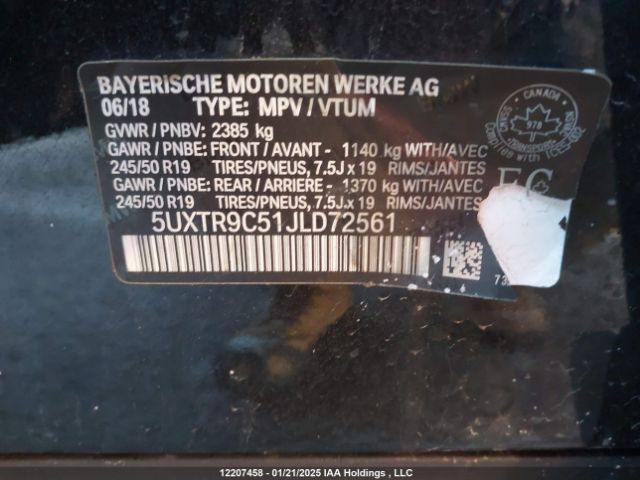 BAYERISCHE MOTOREN WERKE AG
06/18 TYPE: MPV / VTUM
GVWR / PNBV: 2385 kg
GAWR / PNBE: FRONT / AVANT - 1140 kg WITH/AVEC
245/50 R19 TIRES/PNEUS, 7.5J x 19 RIMS/JANTES
GAWR / PNBE: REAR / ARRIERE - 1370 kg WITH/AVEC
245/50 R19 TIRES/PNEUS, 7.5J x 19 RIMS/JANTES
5UXTR9C51JLD72561
CANADA
978
TRANSPORT
12207458 - 01/21/2025 IAA Holdings , LLC